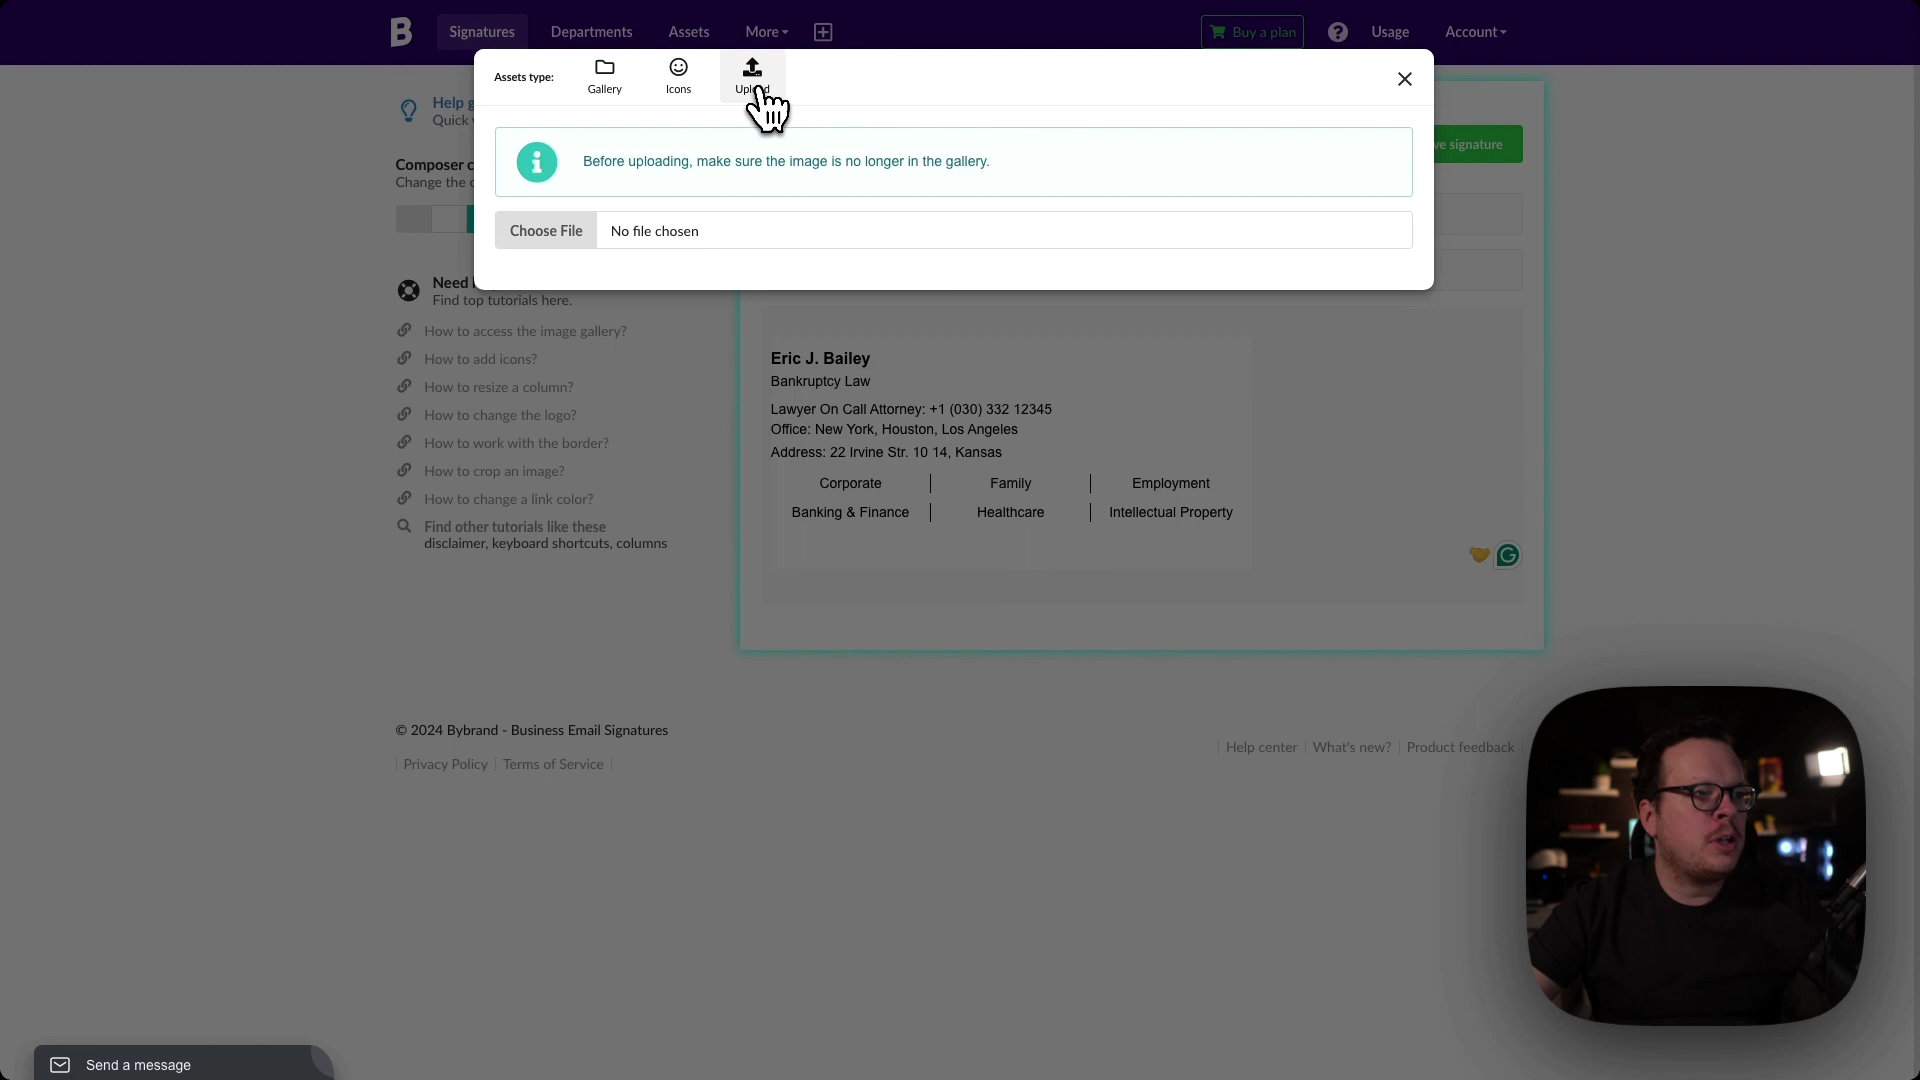 B
Signatures
Departments
Assets
More
Buy a plan
Usage
Account
Assets type:
Gallery
Icons
Before uploading, make sure the image is no longer in the gallery.
Choose File
No file chosen
Help
Quick
Composer
Change the
signature
Need
Find top tutorials here.
How to access the image gallery?
How to add icons?
How to resize a column?
How to change the logo?
How to work with the border?
How to crop an image?
How to change a link color?
Find other tutorials like these
disclaimer, keyboard shortcuts, columns
Eric J. Bailey
Bankruptcy Law
Lawyer On Call Attorney: +1 (030) 332 12345
Office: New York, Houston, Los Angeles
Address: 22 Irvine Str. 10 14, Kansas
Corporate Family Employment
Banking & Finance Healthcare Intellectual Property
© 2024 Bybrand - Business Email Signatures
Privacy Policy Terms of Service
Help center What's new? Product feedback
Send a message